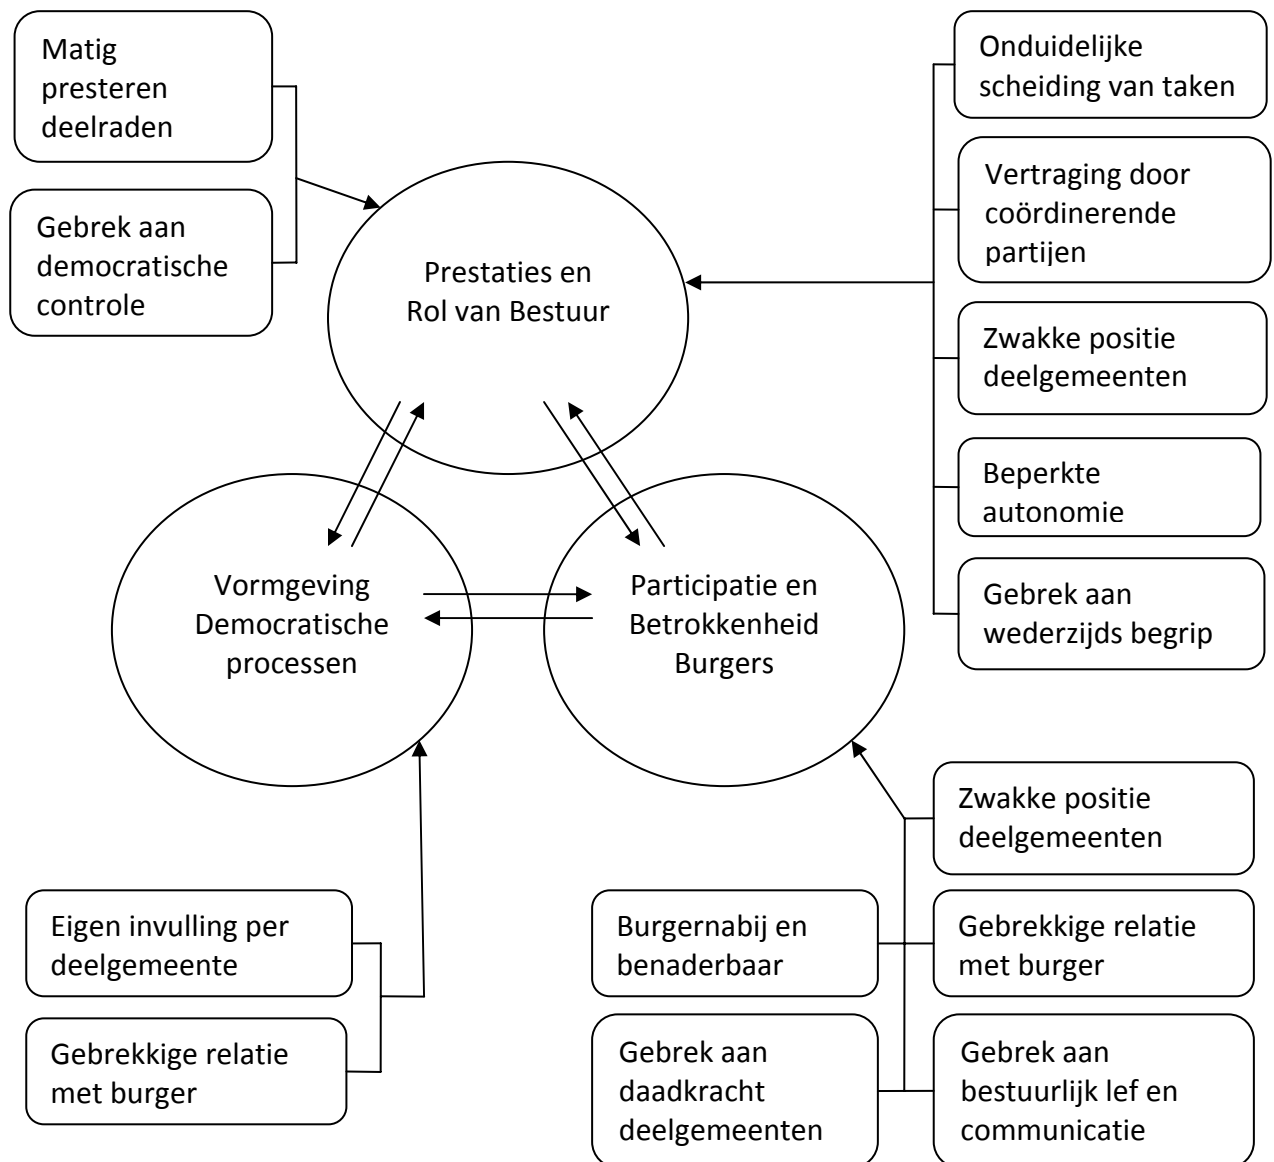 Matig
presteren
deelraden
Gebrek aan
democratische
controle
Onduidelijke
scheiding van taken
Vertraging door
coördinerende
partijen
Zwakke positie
deelgemeenten
Beperkte
autonomie
Gebrek aan
wederzijds begrip
Prestaties en
Rol van Bestuur
Vormgeving
Democratische
processen
Participatie en
Betrokkenheid
Burgers
Eigen invulling per
deelgemeente
Gebrekkige relatie
met burger
Burgernabij en
benaderbaar
Gebrek aan
daadkracht
deelgemeenten
Zwakke positie
deelgemeenten
Gebrekkige relatie
met burger
Gebrek aan
bestuurlijk lef en
communicatie